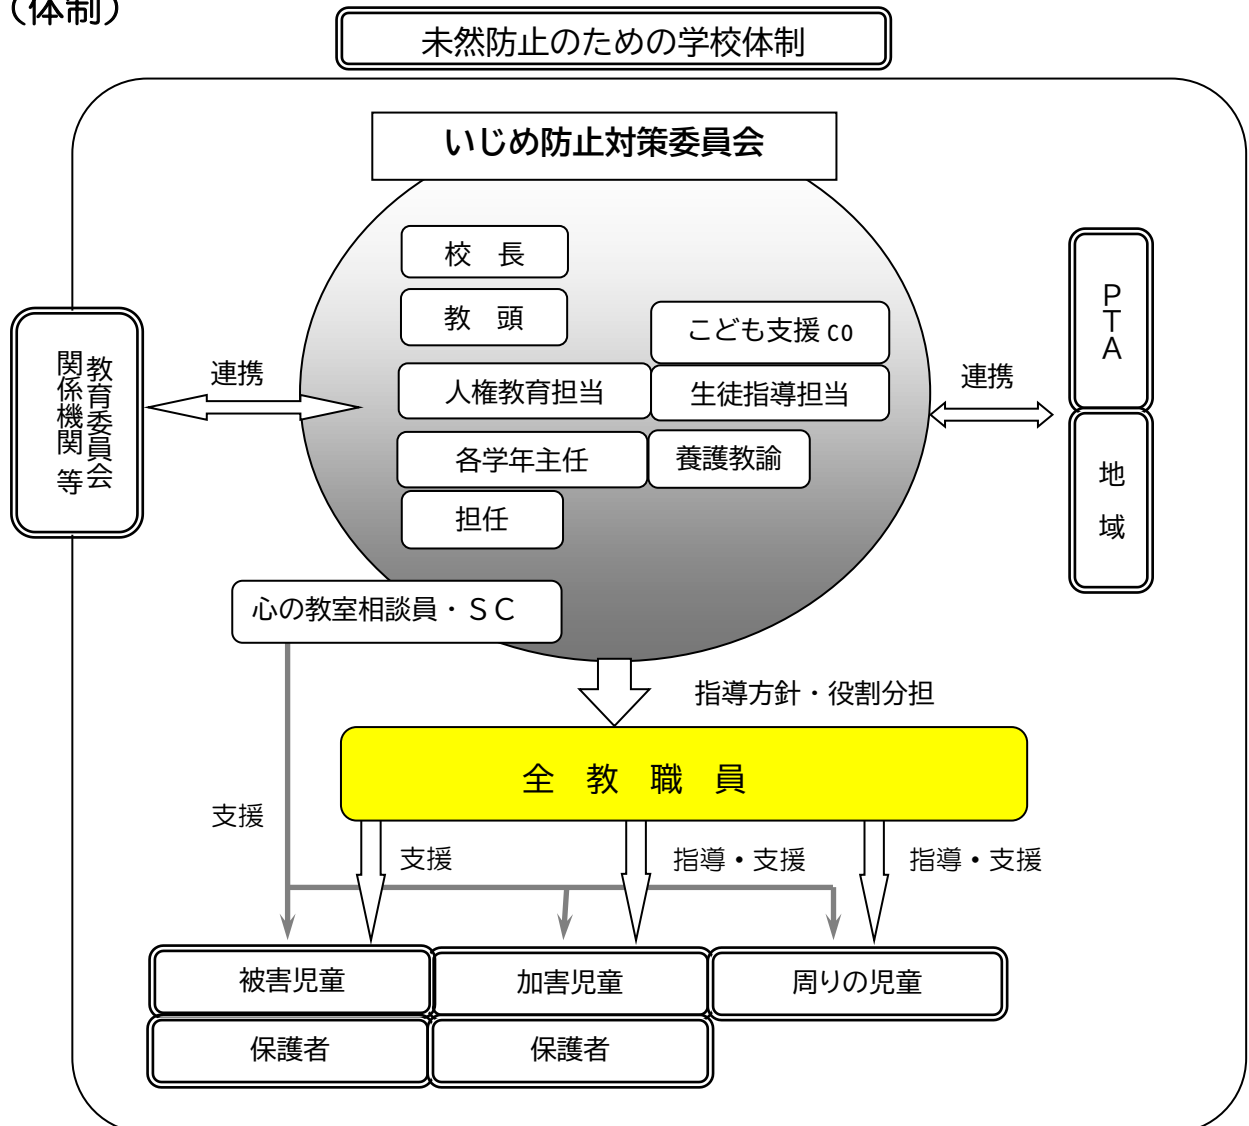 （体制）
未然防止のための学校体制
いじめ防止対策委員会
校　長
教　頭
こども支援 CO
人権教育担当
生徒指導担当
各学年主任
養護教諭
担任
心の教室相談員・ＳＣ
教育委員会
関係機関 等
連携
連携
ＰＴＡ
地　域
指導方針・役割分担
全　教　職　員
支援
支援
指導・支援
指導・支援
被害児童
加害児童
周りの児童
保護者
保護者